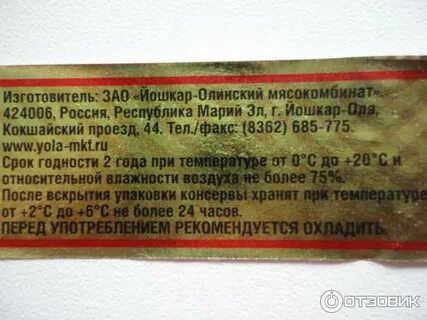 Изготовитель: ЗАО «Йошкар-Олинский мясокомбинат».
424006, Россия, Республика Марий Эл, г. Йошкар-Ола,
Кокшайский проезд, 44. Тел./факс: (8362) 685-775.
www.yola-mkt.ru
Срок годности 2 года при температуре от 0°С до +20°С и
относительной влажности воздуха не более 75%.
После вскрытия упаковки консервы хранят при температуре
от +2°С до +6°С не более 24 часов.
ПЕРЕД УПОТРЕБЛЕНИЕМ РЕКОМЕНДУЕТСЯ ОХЛАДИТЬ.
ОТЗОВИК